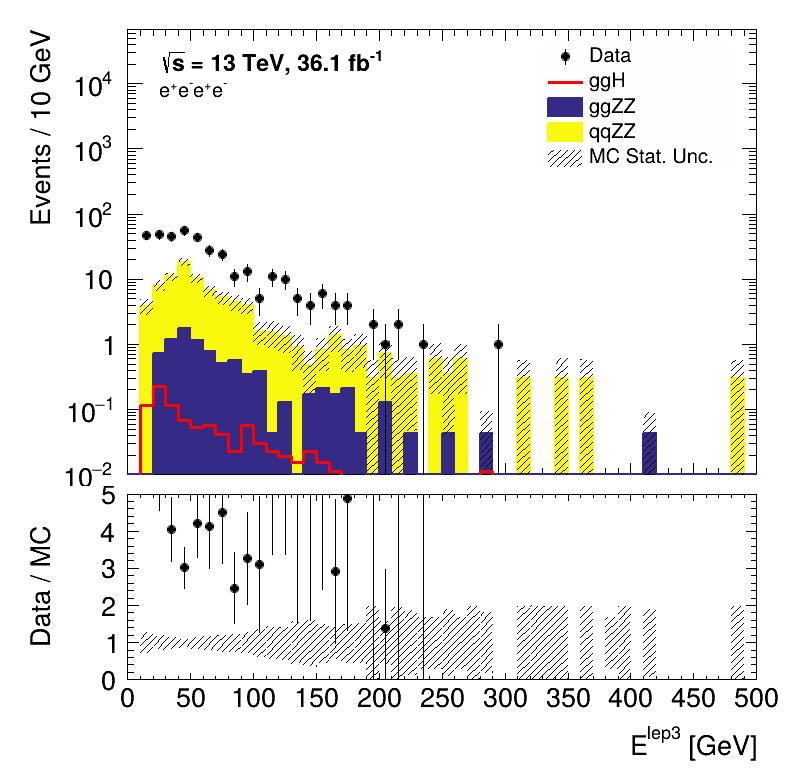 Events / 10 GeV
10⁴
10³
10²
10
1
10⁻¹
10⁻²
√s = 13 TeV, 36.1 fb⁻¹
e⁺e⁻e⁺e⁻
Data
ggH
ggZZ
qqZZ
MC Stat. Unc.
Data / MC
5
4
3
2
1
0
0 50 100 150 200 250 300 350 400 450 500
E^lep3 [GeV]